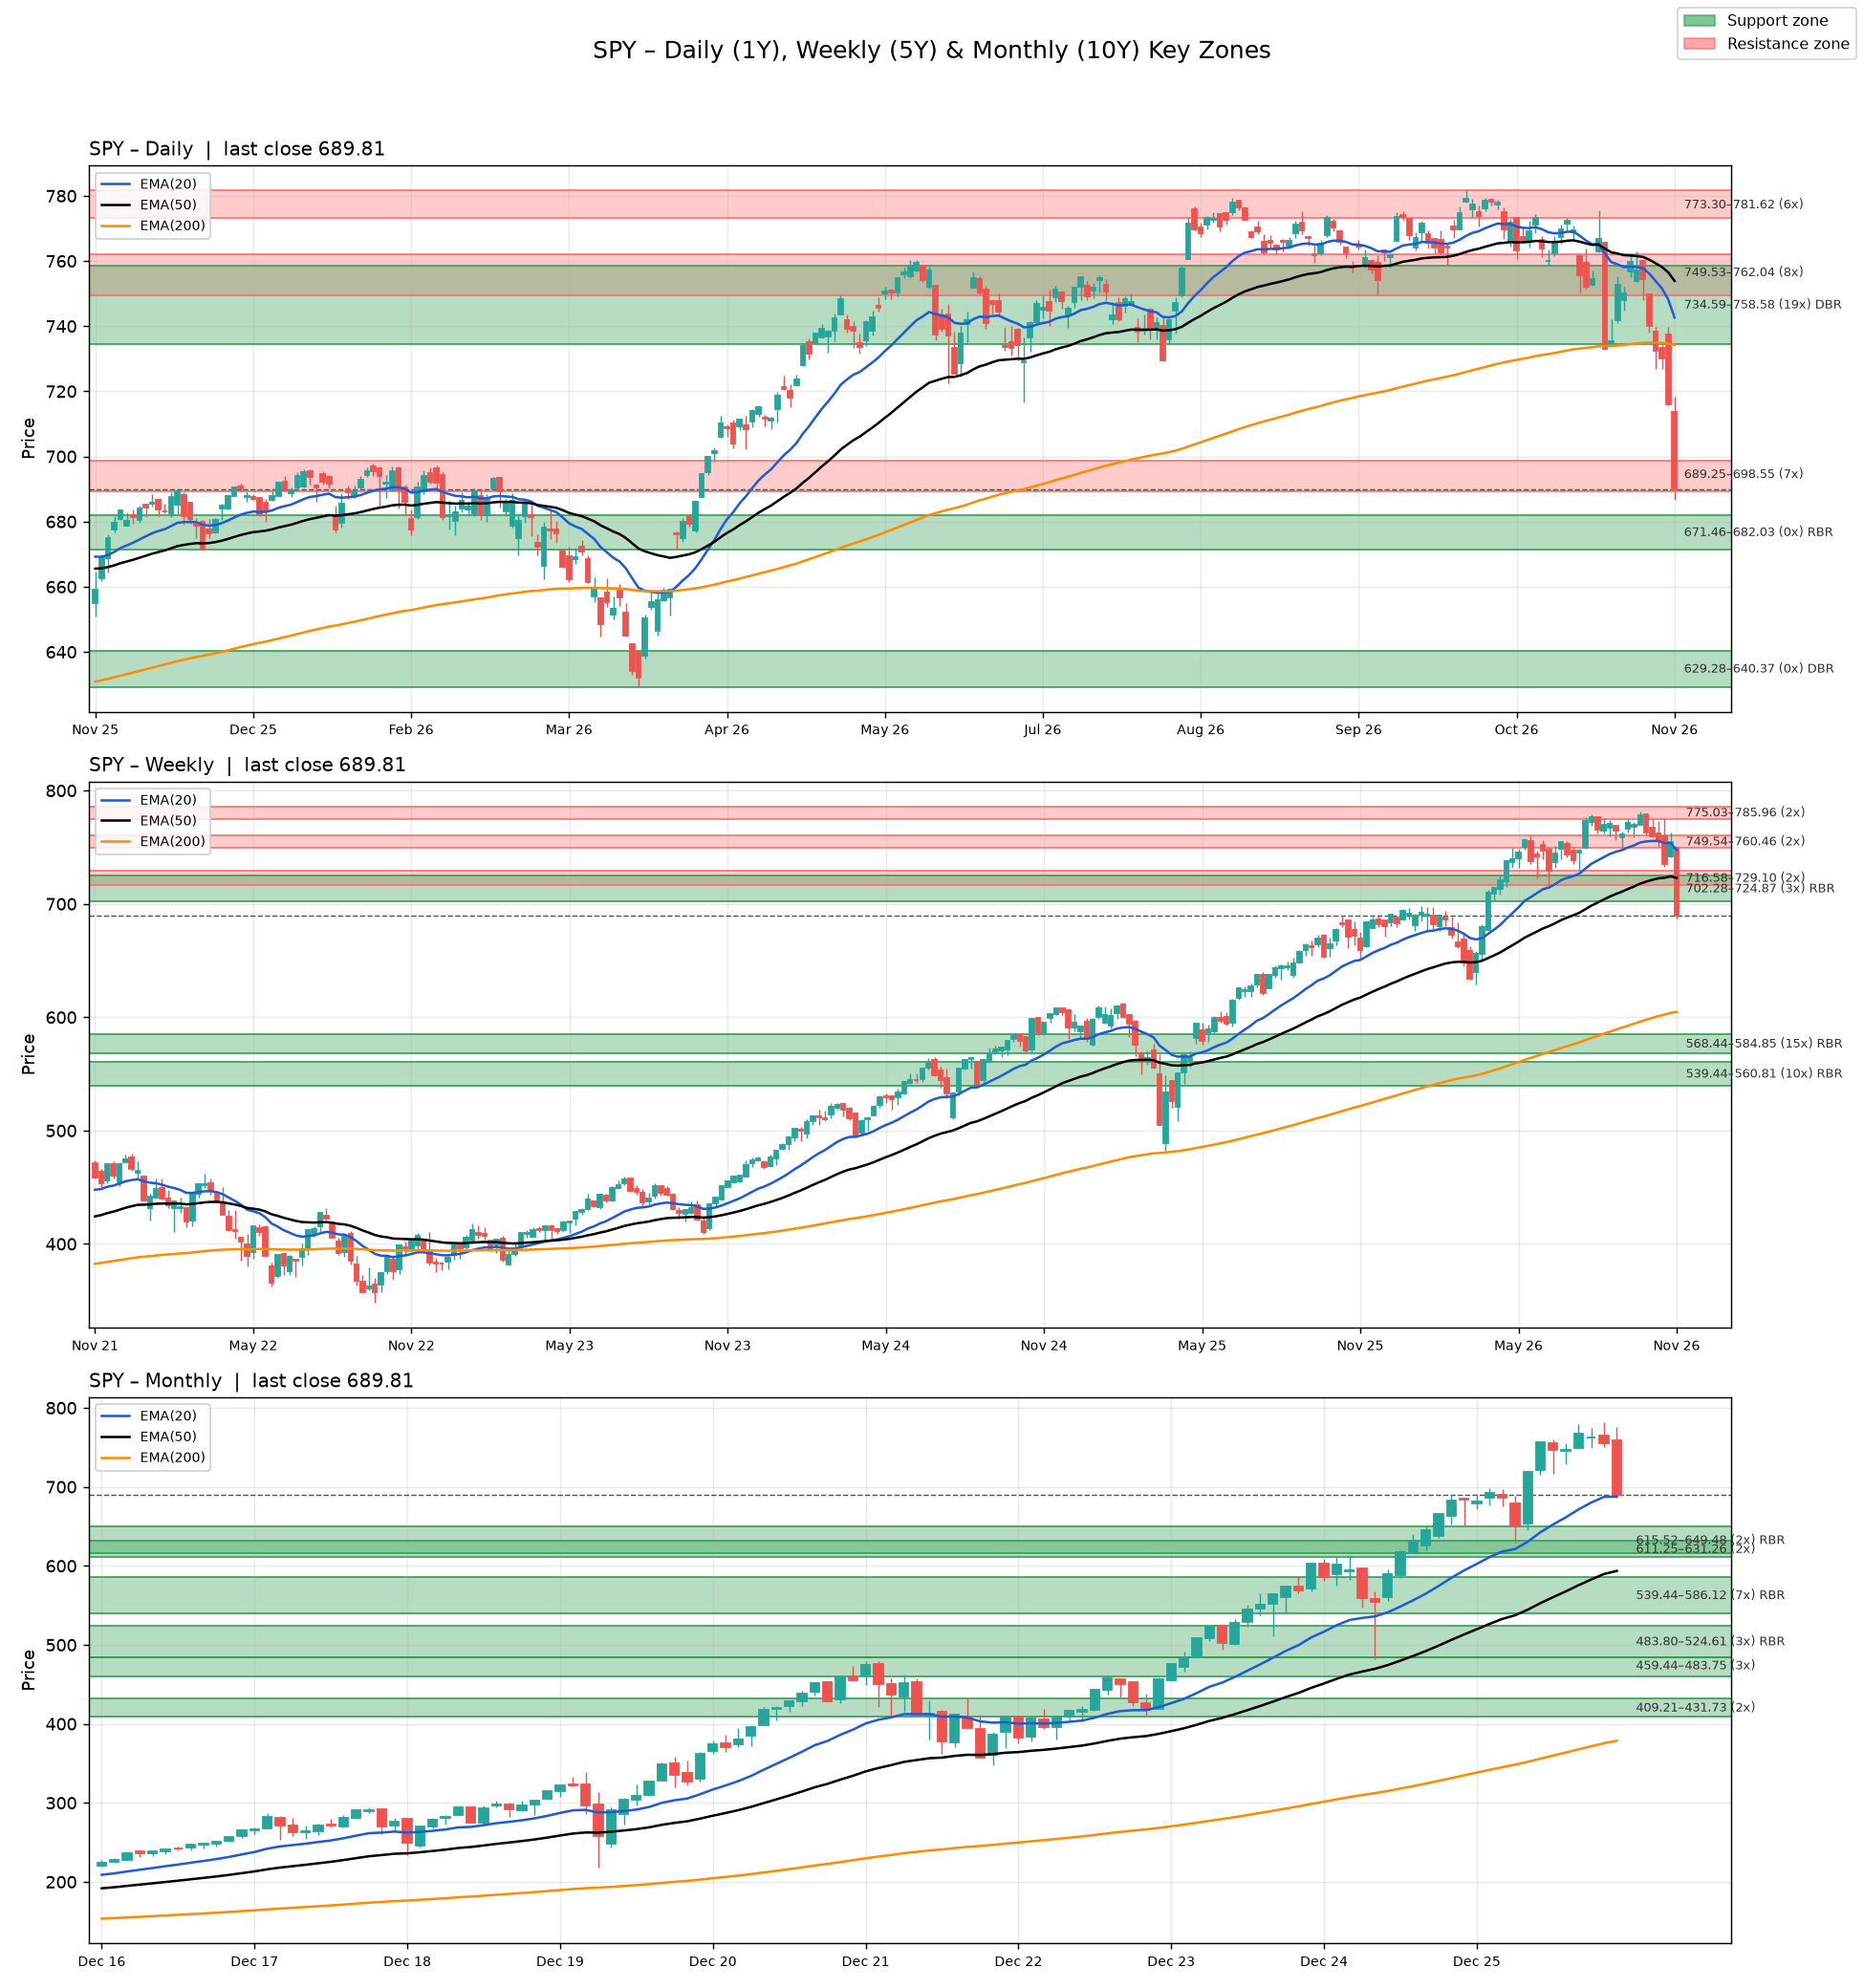 Support zone
Resistance zone
SPY – Daily (1Y), Weekly (5Y) & Monthly (10Y) Key Zones
SPY – Daily | last close 689.81
EMA(20)
EMA(50)
EMA(200)
Price
780
760
740
720
700
680
660
640
773.30–781.62 (6x)
749.53–762.04 (8x)
734.59–758.58 (19x) DBR
689.25–698.55 (7x)
671.46–682.03 (0x) RBR
629.28–640.37 (0x) DBR
Nov 25 Dec 25 Feb 26 Mar 26 Apr 26 May 26 Jul 26 Aug 26 Sep 26 Oct 26 Nov 26
SPY – Weekly | last close 689.81
EMA(20)
EMA(50)
EMA(200)
Price
800
700
600
500
400
775.03–785.96 (2x)
749.54–760.46 (2x)
716.58–729.10 (2x)
702.28–724.87 (3x) RBR
568.44–584.85 (15x) RBR
539.44–560.81 (10x) RBR
Nov 21 May 22 Nov 22 May 23 Nov 23 May 24 Nov 24 May 25 Nov 25 May 26 Nov 26
SPY – Monthly | last close 689.81
EMA(20)
EMA(50)
EMA(200)
Price
800
700
600
500
400
300
200
615.52–649.48 (2x) RBR
611.25–631.26 (2x)
539.44–586.12 (7x) RBR
483.80–524.61 (3x) RBR
459.44–483.75 (3x)
409.21–431.73 (2x)
Dec 16 Dec 17 Dec 18 Dec 19 Dec 20 Dec 21 Dec 22 Dec 23 Dec 24 Dec 25